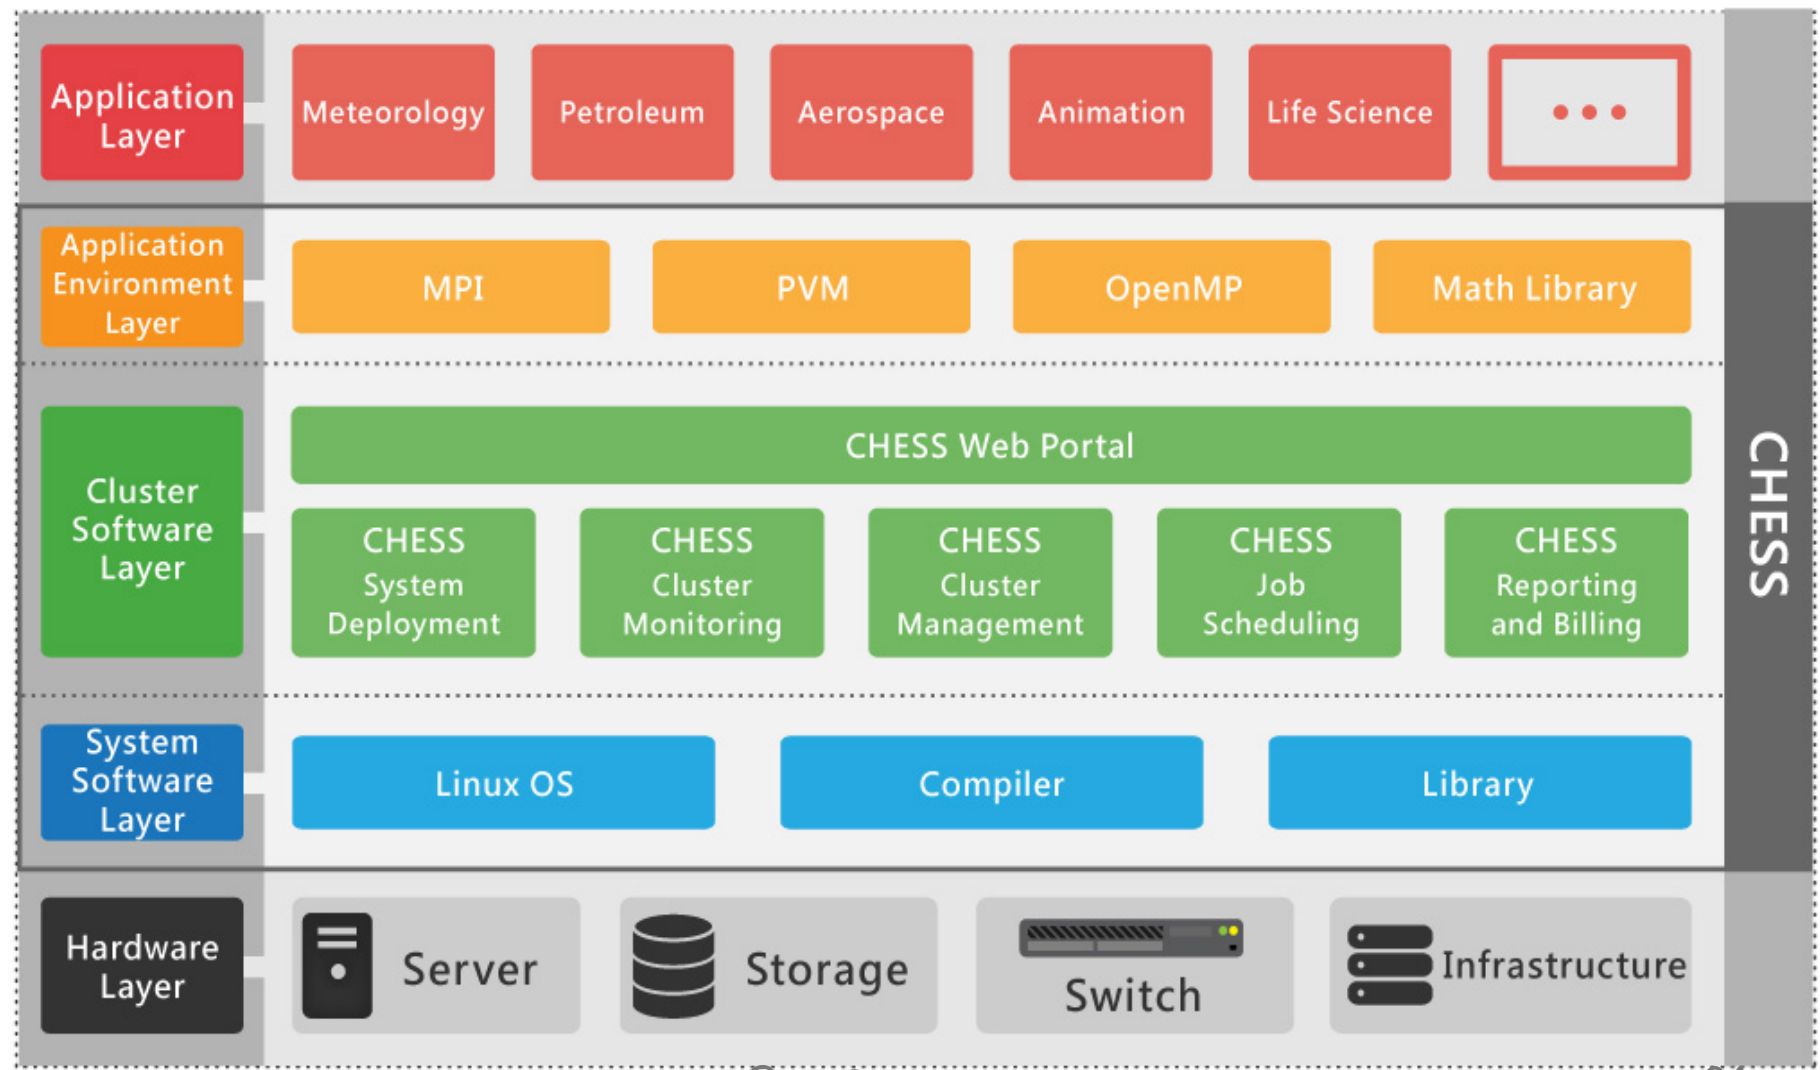 Application
Layer
Meteorology
Petroleum
Aerospace
Animation
Life Science
Application
Environment
Layer
MPI
PVM
OpenMP
Math Library
Cluster
Software
Layer
CHESS Web Portal
CHESS
System
Deployment
CHESS
Cluster
Monitoring
CHESS
Cluster
Management
CHESS
Job
Scheduling
CHESS
Reporting
and Billing
System
Software
Layer
Linux OS
Compiler
Library
Hardware
Layer
Server
Storage
Switch
Infrastructure
CHESS